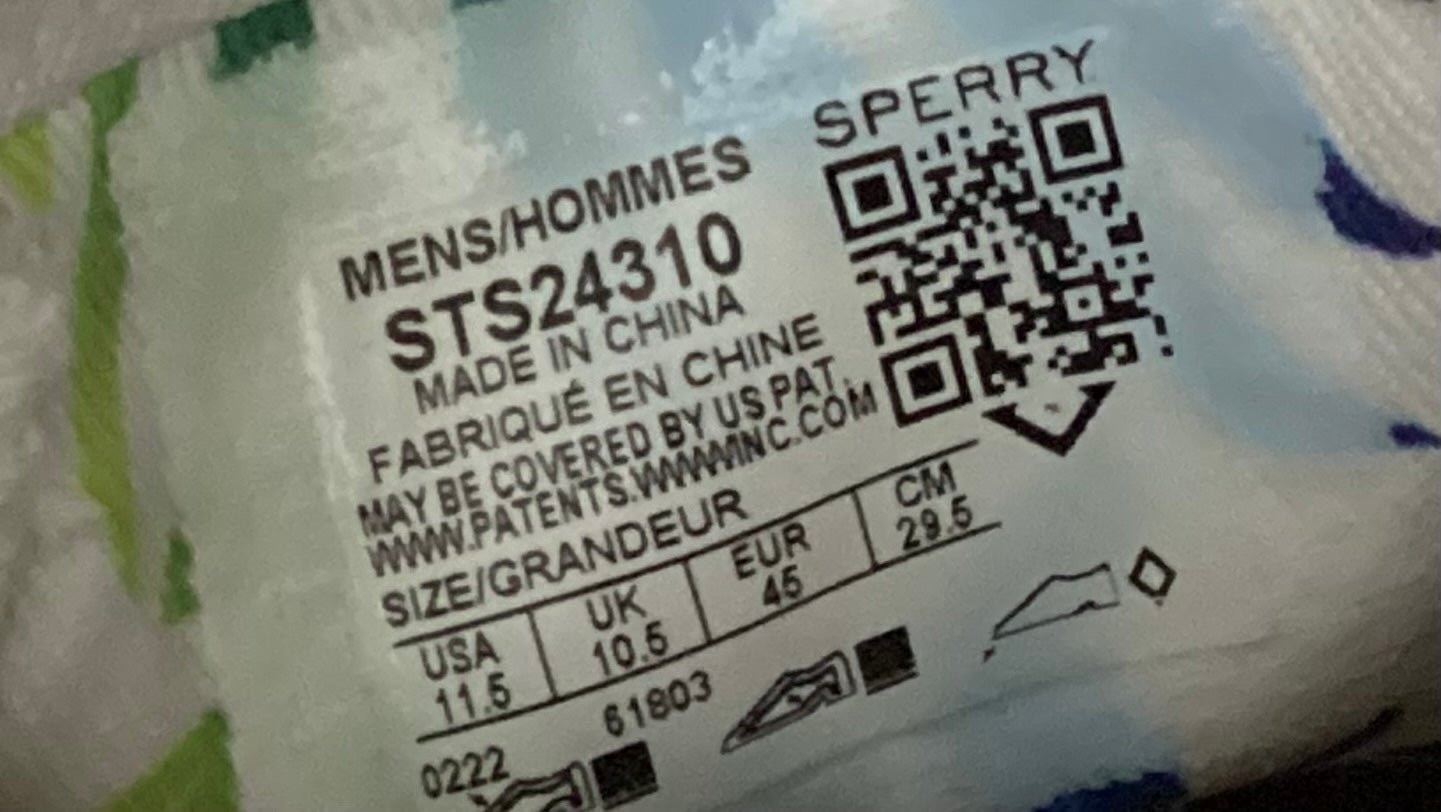 SPERRY
MENS/HOMMES
STS24310
MADE IN CHINA
FABRIQUÉ EN CHINE
MAY BE COVERED BY US PAT.
WWW.PATENTS.WWWINC.COM
SIZE/GRANDEUR
USA UK EUR CM
11.5 10.5 45 29.5
0222 61803